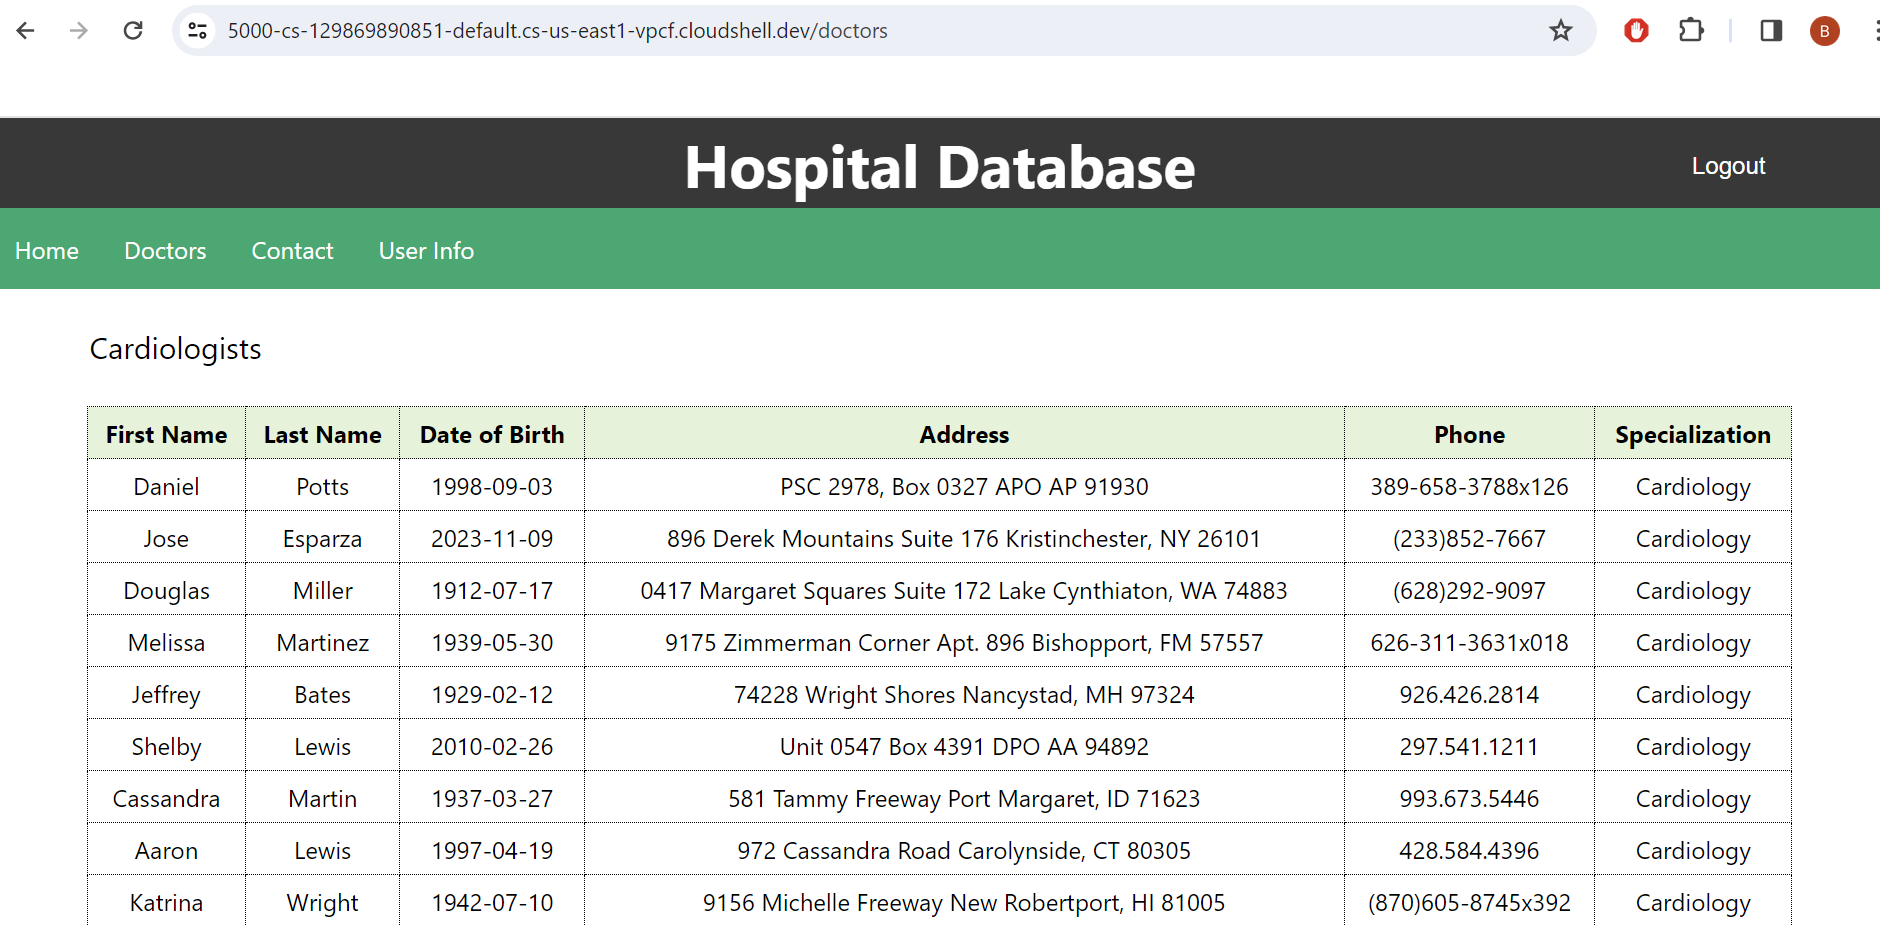 5000-cs-129869890851-default.cs-us-east1-vpcf.cloudshell.dev/doctors
B
Hospital Database
Logout
Home Doctors Contact User Info
Cardiologists
First Name Last Name Date of Birth Address Phone Specialization
Daniel Potts 1998-09-03 PSC 2978, Box 0327 APO AP 91930 389-658-3788x126 Cardiology
Jose Esparza 2023-11-09 896 Derek Mountains Suite 176 Kristinchester, NY 26101 (233)852-7667 Cardiology
Douglas Miller 1912-07-17 0417 Margaret Squares Suite 172 Lake Cynthiaton, WA 74883 (628)292-9097 Cardiology
Melissa Martinez 1939-05-30 9175 Zimmerman Corner Apt. 896 Bishopport, FM 57557 626-311-3631x018 Cardiology
Jeffrey Bates 1929-02-12 74228 Wright Shores Nancystad, MH 97324 926.426.2814 Cardiology
Shelby Lewis 2010-02-26 Unit 0547 Box 4391 DPO AA 94892 297.541.1211 Cardiology
Cassandra Martin 1937-03-27 581 Tammy Freeway Port Margaret, ID 71623 993.673.5446 Cardiology
Aaron Lewis 1997-04-19 972 Cassandra Road Carolynside, CT 80305 428.584.4396 Cardiology
Katrina Wright 1942-07-10 9156 Michelle Freeway New Robertport, HI 81005 (870)605-8745x392 Cardiology